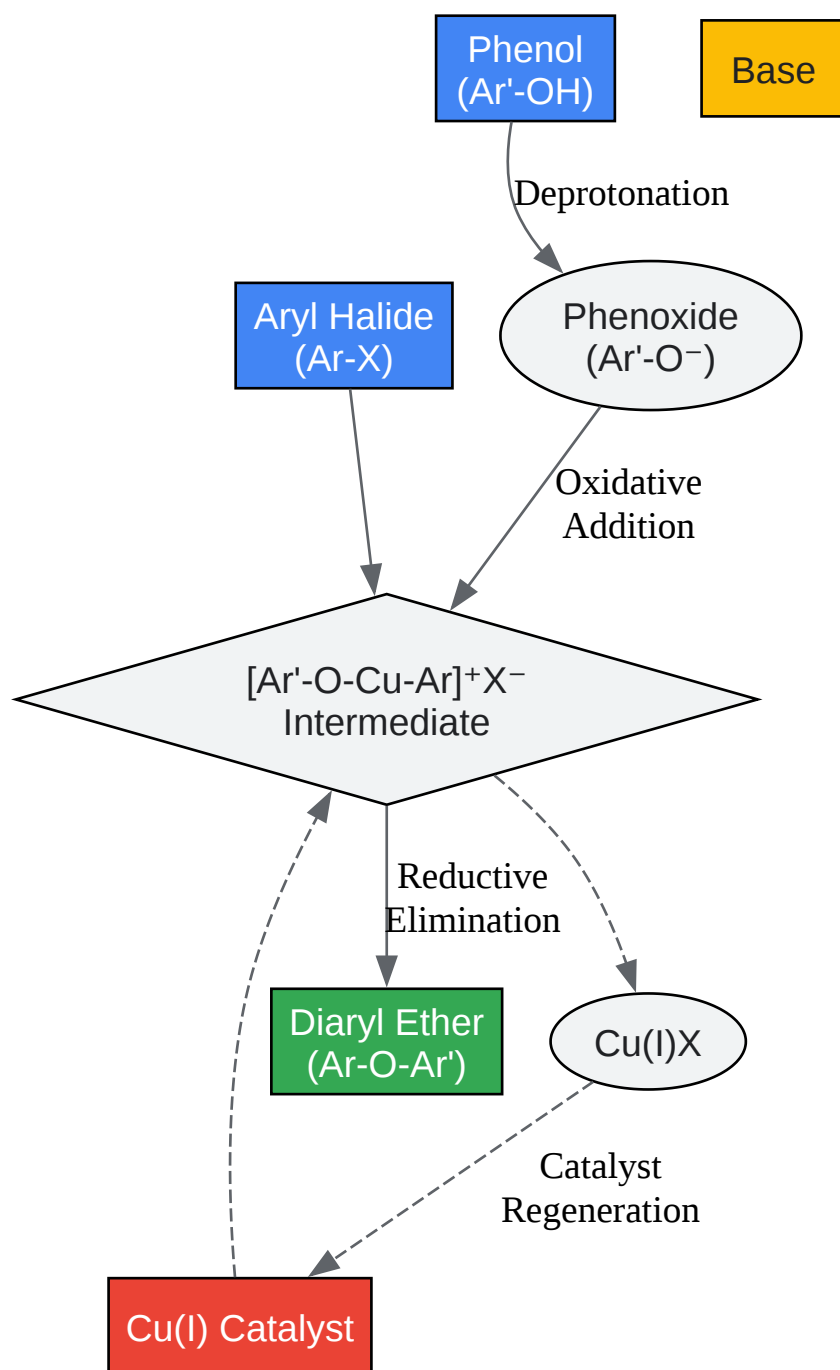 Phenol
(Ar'-OH)
Base
Deprotonation
Aryl Halide
(Ar-X)
Phenoxide
(Ar'-O⁻)
Oxidative
Addition
[Ar'-O-Cu-Ar]⁺X⁻
Intermediate
Reductive
Elimination
Diaryl Ether
(Ar-O-Ar')
Cu(I)X
Catalyst
Regeneration
Cu(I) Catalyst